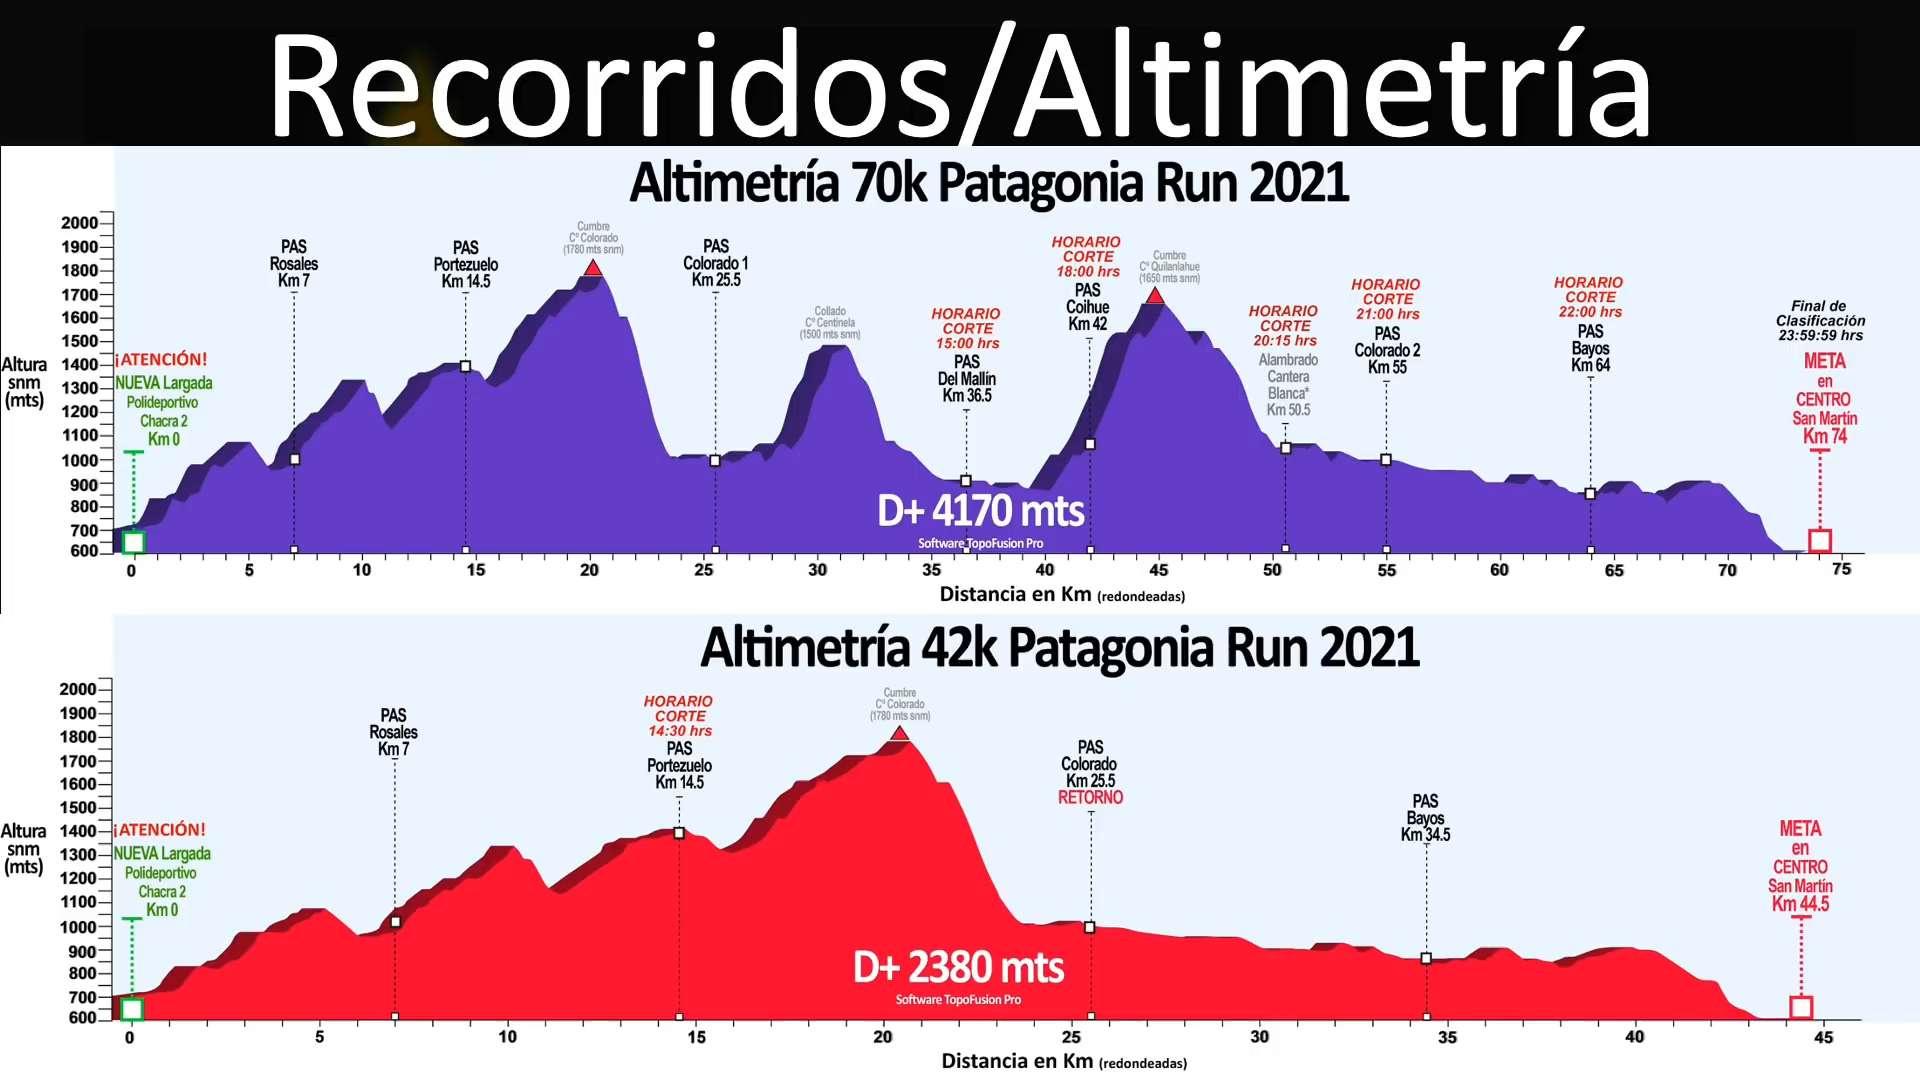 Recorridos/Altimetría
Altimetría 70k Patagonia Run 2021
Altura
snm
(mts)
2000
1900
1800
1700
1600
1500
1400
1300
1200
1100
1000
900
800
700
600
¡ATENCIÓN!
NUEVA Largada
Polideportivo
Chacra 2
Km 0
PAS
Rosales
Km 7
PAS
Portezuelo
Km 14.5
Cumbre
Cº Colorado
(1780 mts snm)
PAS
Colorado 1
Km 25.5
Collado
Cº Centinela
(1500 mts snm)
HORARIO
CORTE
15:00 hrs
PAS
Del Mallín
Km 36.5
HORARIO
CORTE
18:00 hrs
PAS
Coihue
Km 42
Cumbre
Cº Quilanlahue
(1650 mts snm)
HORARIO
CORTE
20:15 hrs
Alambrado
Cantera
Blanca*
Km 50.5
HORARIO
CORTE
21:00 hrs
PAS
Colorado 2
Km 55
HORARIO
CORTE
22:00 hrs
PAS
Bayos
Km 64
Final de
Clasificación
23:59:59 hrs
META
en
CENTRO
San Martín
Km 74
D+ 4170 mts
Software TopoFusion Pro
0 5 10 15 20 25 30 35 40 45 50 55 60 65 70 75
Distancia en Km (redondeadas)
Altimetría 42k Patagonia Run 2021
Altura
snm
(mts)
2000
1900
1800
1700
1600
1500
1400
1300
1200
1100
1000
900
800
700
600
¡ATENCIÓN!
NUEVA Largada
Polideportivo
Chacra 2
Km 0
PAS
Rosales
Km 7
HORARIO
CORTE
14:30 hrs
PAS
Portezuelo
Km 14.5
Cumbre
Cº Colorado
(1780 mts snm)
PAS
Colorado
Km 25.5
RETORNO
PAS
Bayos
Km 34.5
META
en
CENTRO
San Martín
Km 44.5
D+ 2380 mts
Software TopoFusion Pro
0 5 10 15 20 25 30 35 40 45
Distancia en Km (redondeadas)